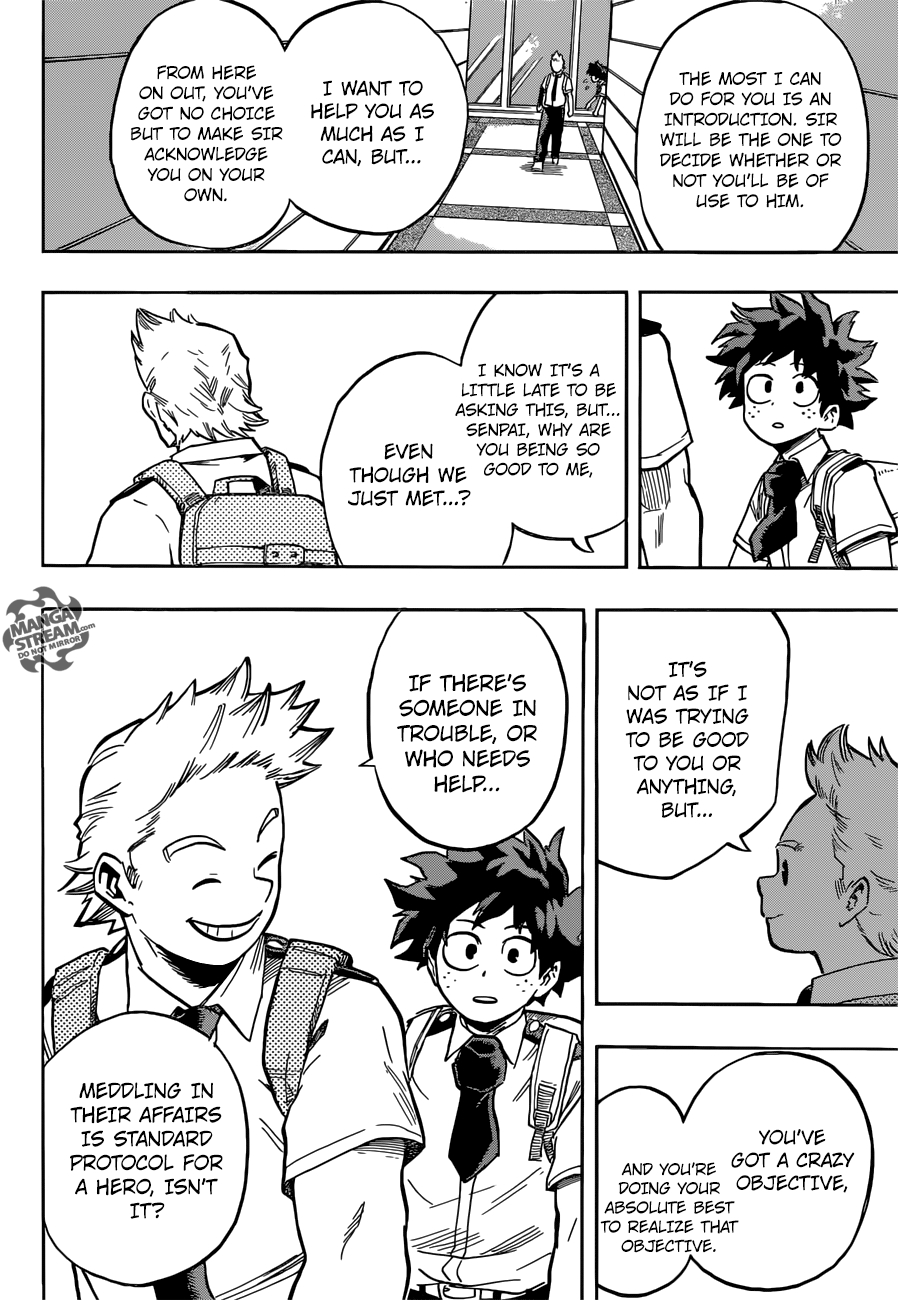 THE MOST I CAN
DO FOR YOU IS AN
INTRODUCTION. SIR
WILL BE THE ONE TO
DECIDE WHETHER OR
NOT YOU'LL BE OF
USE TO HIM.
I WANT TO
HELP YOU AS
MUCH AS I
CAN, BUT...
FROM HERE
ON OUT, YOU'VE
GOT NO CHOICE
BUT TO MAKE SIR
ACKNOWLEDGE
YOU ON YOUR
OWN.
I KNOW IT'S A
LITTLE LATE TO BE
ASKING THIS, BUT...
SENPAI, WHY ARE
YOU BEING SO
GOOD TO ME,
EVEN
THOUGH WE
JUST MET...?
IT'S
NOT AS IF I
WAS TRYING
TO BE GOOD
TO YOU OR
ANYTHING,
BUT...
YOU'VE
GOT A CRAZY
OBJECTIVE,
AND YOU'RE
DOING YOUR
ABSOLUTE BEST
TO REALIZE THAT
OBJECTIVE.
IF THERE'S
SOMEONE IN
TROUBLE, OR
WHO NEEDS
HELP...
MEDDLING IN
THEIR AFFAIRS
IS STANDARD
PROTOCOL FOR
A HERO, ISN'T
IT?
MANGA
STREAM.com
DO NOT MIRROR